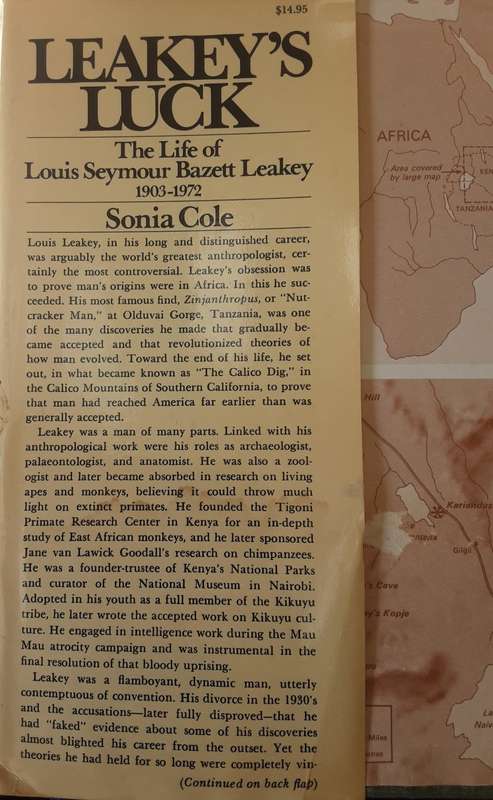 $14.95
LEAKEY'S
LUCK
The Life of
Louis Seymour Bazett Leakey
1903-1972
Sonia Cole
Louis Leakey, in his long and distinguished career,
was arguably the world's greatest anthropologist, cer-
tainly the most controversial. Leakey's obsession was
to prove man's origins were in Africa. In this he suc-
ceeded. His most famous find, Zinjanthropus, or "Nut-
cracker Man," at Olduvai Gorge, Tanzania, was one
of the many discoveries he made that gradually be-
came accepted and that revolutionized theories of
how man evolved. Toward the end of his life, he set
out, in what became known as "The Calico Dig," in
the Calico Mountains of Southern California, to prove
that man had reached America far earlier than was
generally accepted.
Leakey was a man of many parts. Linked with his
anthropological work were his roles as archaeologist,
palaeontologist, and anatomist. He was also a zool-
ogist and later became absorbed in research on living
apes and monkeys, believing it could throw much
light on extinct primates. He founded the Tigoni
Primate Research Center in Kenya for an in-depth
study of East African monkeys, and he later sponsored
Jane van Lawick Goodall's research on chimpanzees.
He was a founder-trustee of Kenya's National Parks
and curator of the National Museum in Nairobi.
Adopted in his youth as a full member of the Kikuyu
tribe, he later wrote the accepted work on Kikuyu cul-
ture. He engaged in intelligence work during the Mau
Mau atrocity campaign and was instrumental in the
final resolution of that bloody uprising.
Leakey was a flamboyant, dynamic man, utterly
contemptuous of convention. His divorce in the 1930's
and the accusations—later fully disproved—that he
had "faked" evidence about some of his discoveries
almost blighted his career from the outset. Yet the
theories he had held for so long were completely vin-
(Continued on back flap)
AFRICA
Area covered
by large map
KEN
TANZANIA
Hill
Kariandus
Gilgil
's Cave
y's Kopje
La
Naiv
Miles